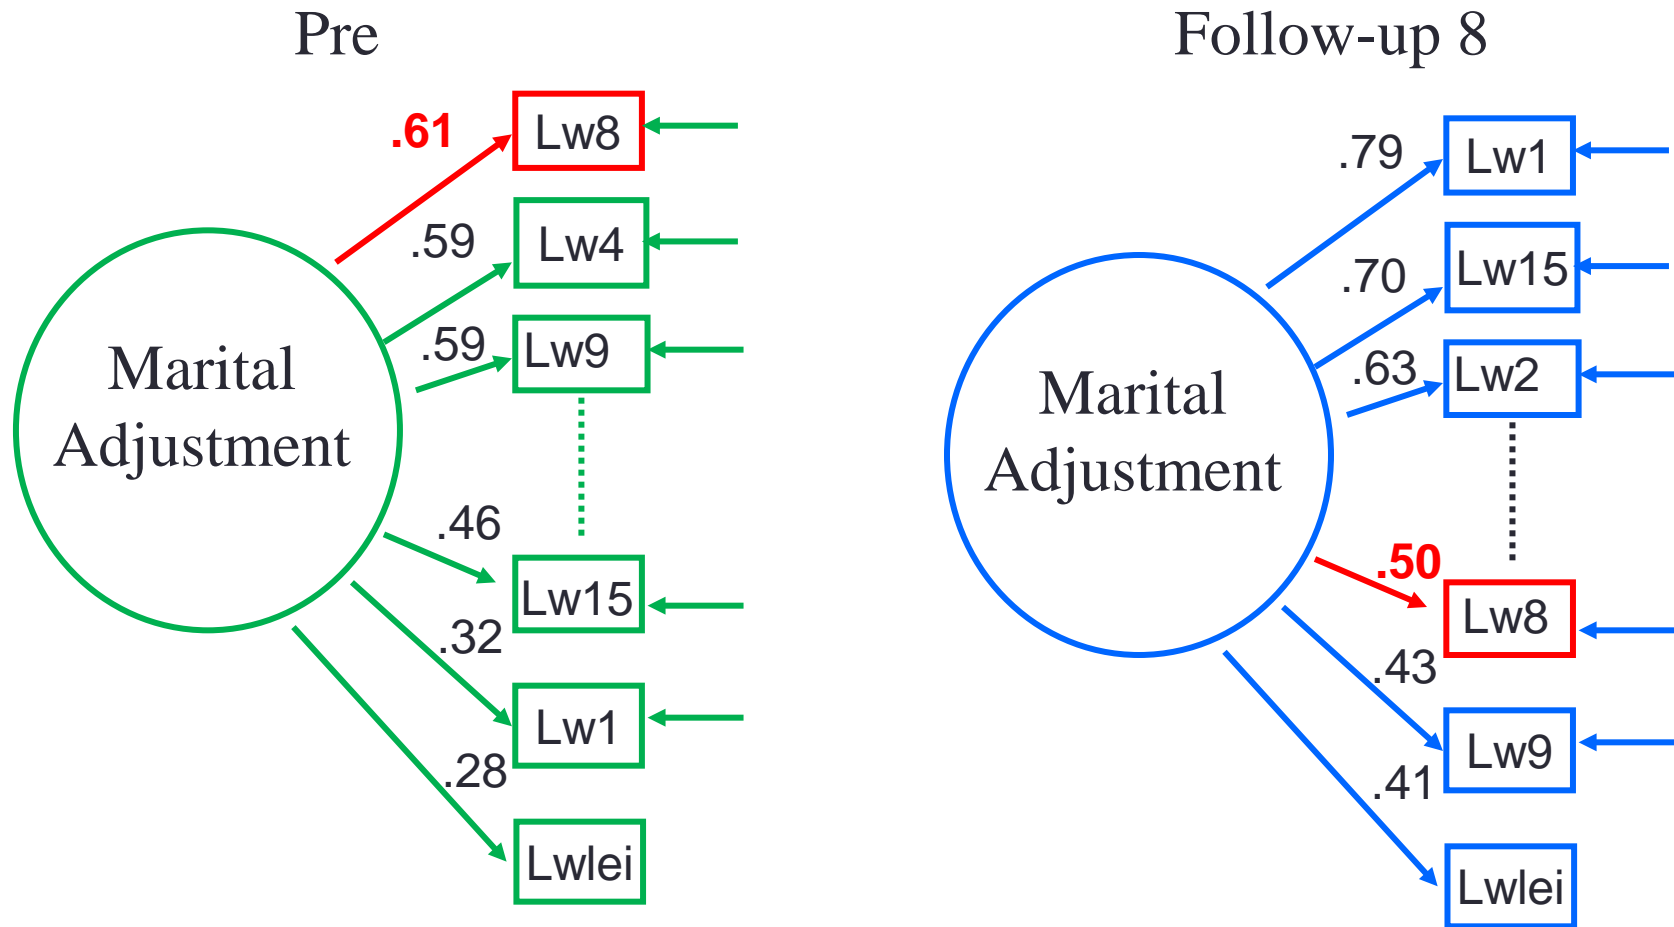 Pre
.61
Lw8
.59
Lw4
.59
Lw9
Marital
Adjustment
.46
Lw15
.32
Lw1
.28
Lwlei
Follow-up 8
.79
Lw1
.70
Lw15
.63
Lw2
Marital
Adjustment
.50
Lw8
.43
Lw9
.41
Lwlei